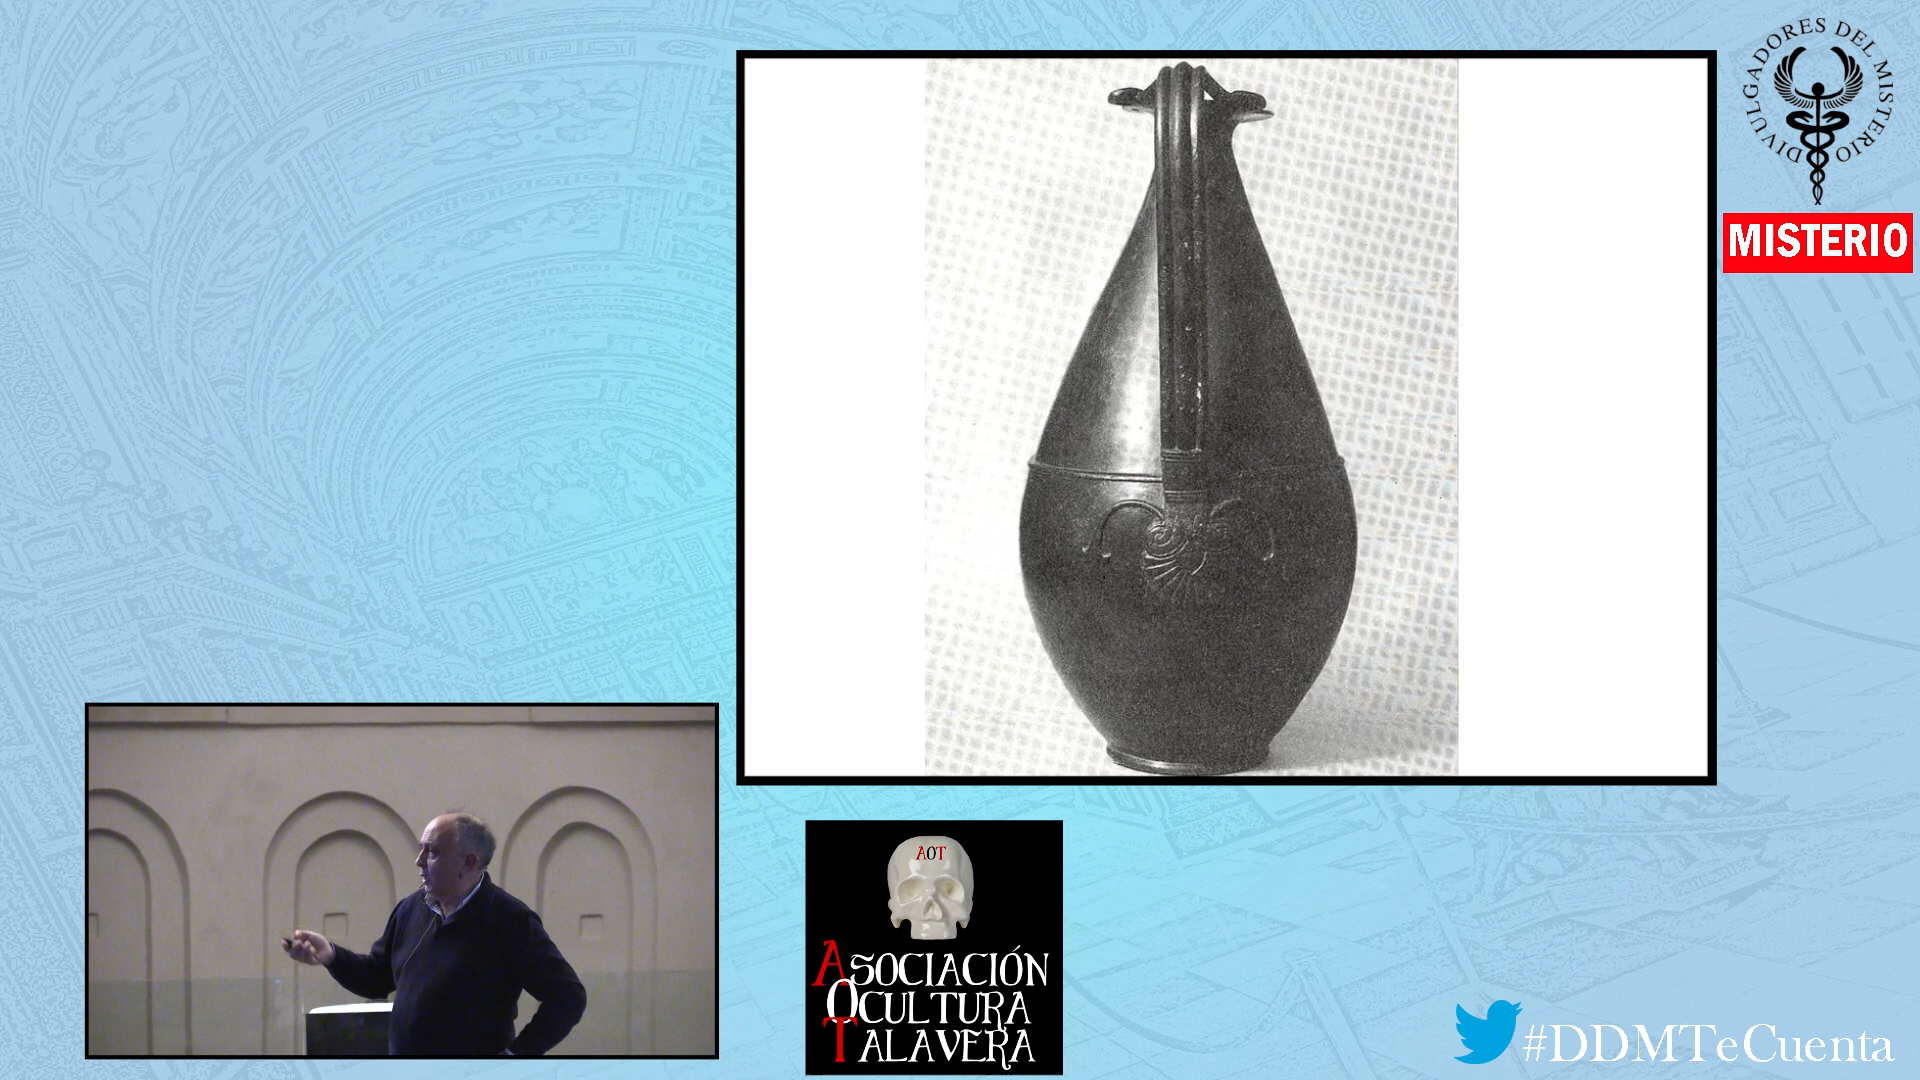 DIVULGADORES DEL MISTERIO
MISTERIO
AOT
ASOCIACIÓN
OCULTURA
TALAVERA
#DDMTeCuenta